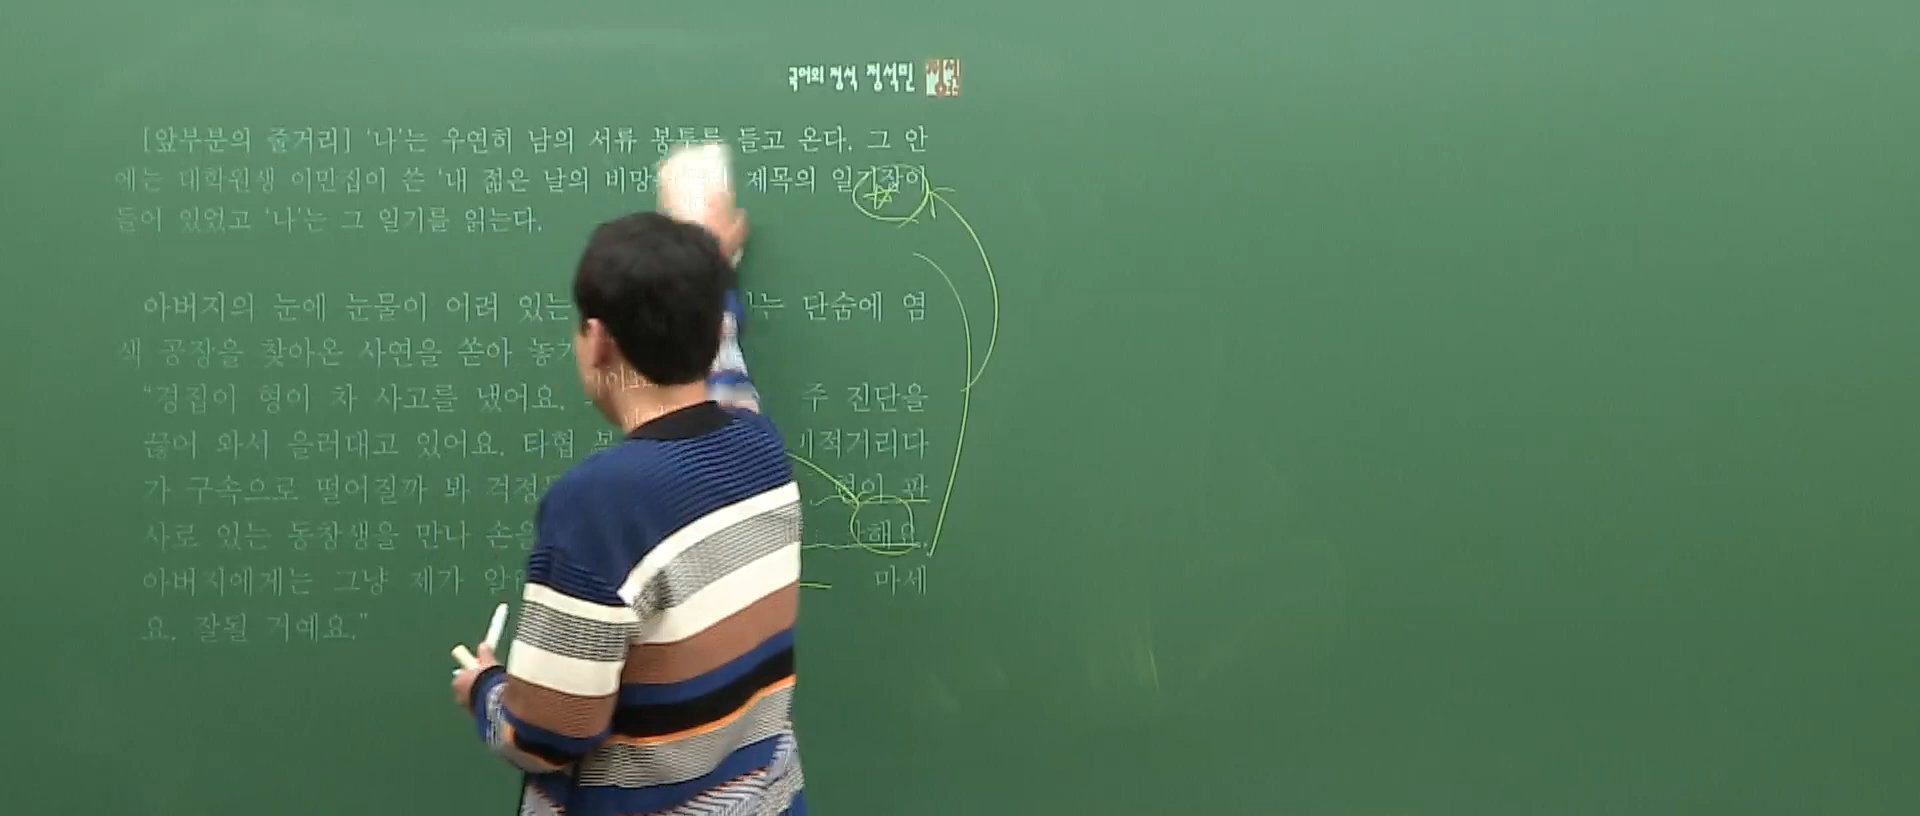 국어의 정석 정석민
[앞부분의 줄거리] '나'는 우연히 남의 서류 봉투를 들고 온다. 그 안
에는 대학원생 이민집이 쓴 '내 젊은 날의 비망 제목의 일기장이
들어 있었고 '나'는 그 일기를 읽는다.
아버지의 눈에 눈물이 어려 있는 는 단숨에 염
색 공장을 찾아온 사연을 쏟아 놓
"경집이 형이 차 사고를 냈어요. 주 진단을
끊어 와서 을러대고 있어요. 타협 적거리다
가 구속으로 떨어질까 봐 걱정 형이 판
사로 있는 동창생을 만나 손을 해요.
아버지에게는 그냥 제가 알 마세
요. 잘될 거예요."